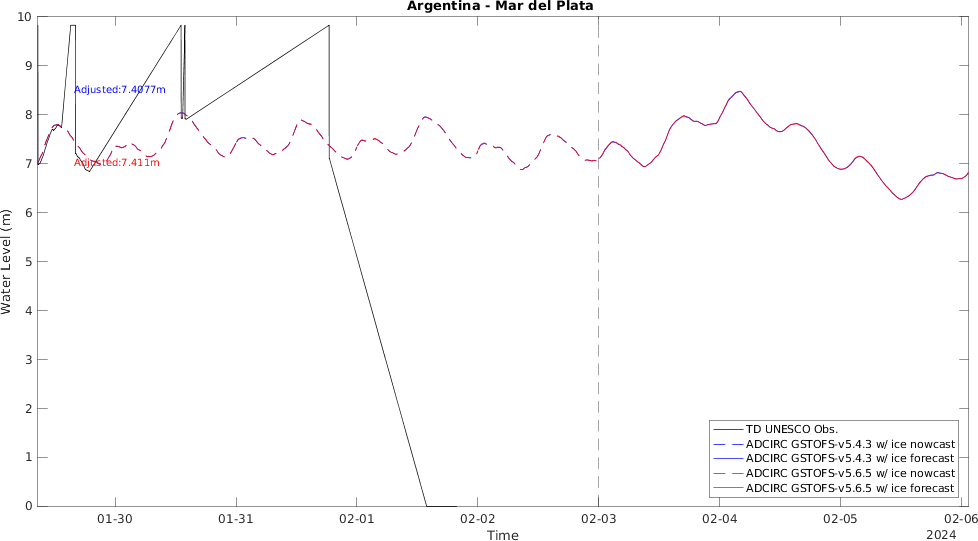 Argentina - Mar del Plata
10
9
8
7
6
5
4
3
2
1
0
Water Level (m)
Adjusted:7.4077m
Adjusted:7.411m
TD UNESCO Obs.
ADCIRC GSTOFS-v5.4.3 w/ ice nowcast
ADCIRC GSTOFS-v5.4.3 w/ ice forecast
ADCIRC GSTOFS-v5.6.5 w/ ice nowcast
ADCIRC GSTOFS-v5.6.5 w/ ice forecast
01-30 01-31 02-01 02-02 02-03 02-04 02-05 02-06
Time
2024